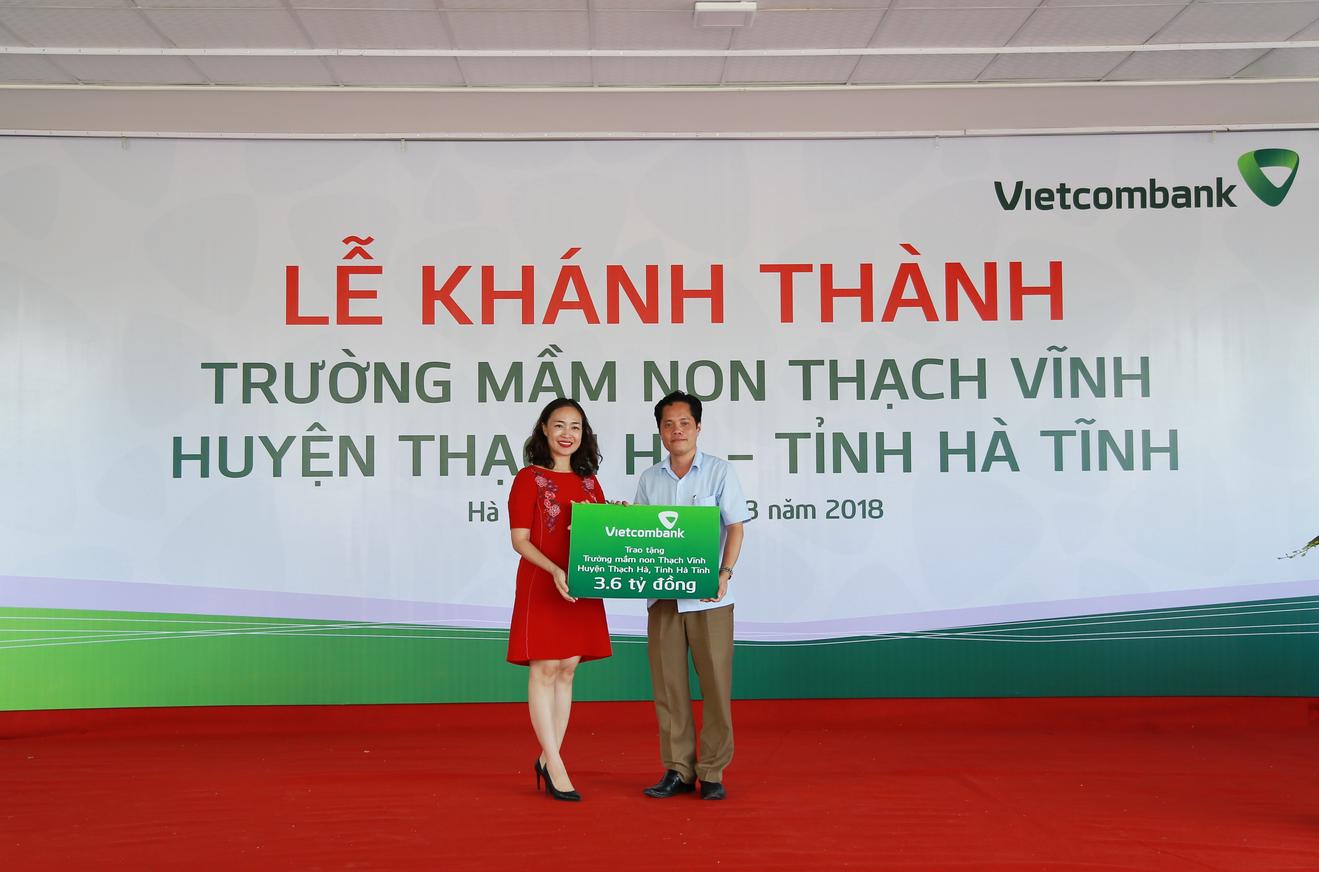 Vietcombank
LỄ KHÁNH THÀNH
TRƯỜNG MẦM NON THẠCH VĨNH
HUYỆN H – TỈNH HÀ TĨNH
Hà 3 năm 2018
Vietcombank
Trao tặng
Trường mầm non Thạch Vĩnh
Huyện Thạch Hà, Tỉnh Hà Tĩnh
3.6 tỷ đồng